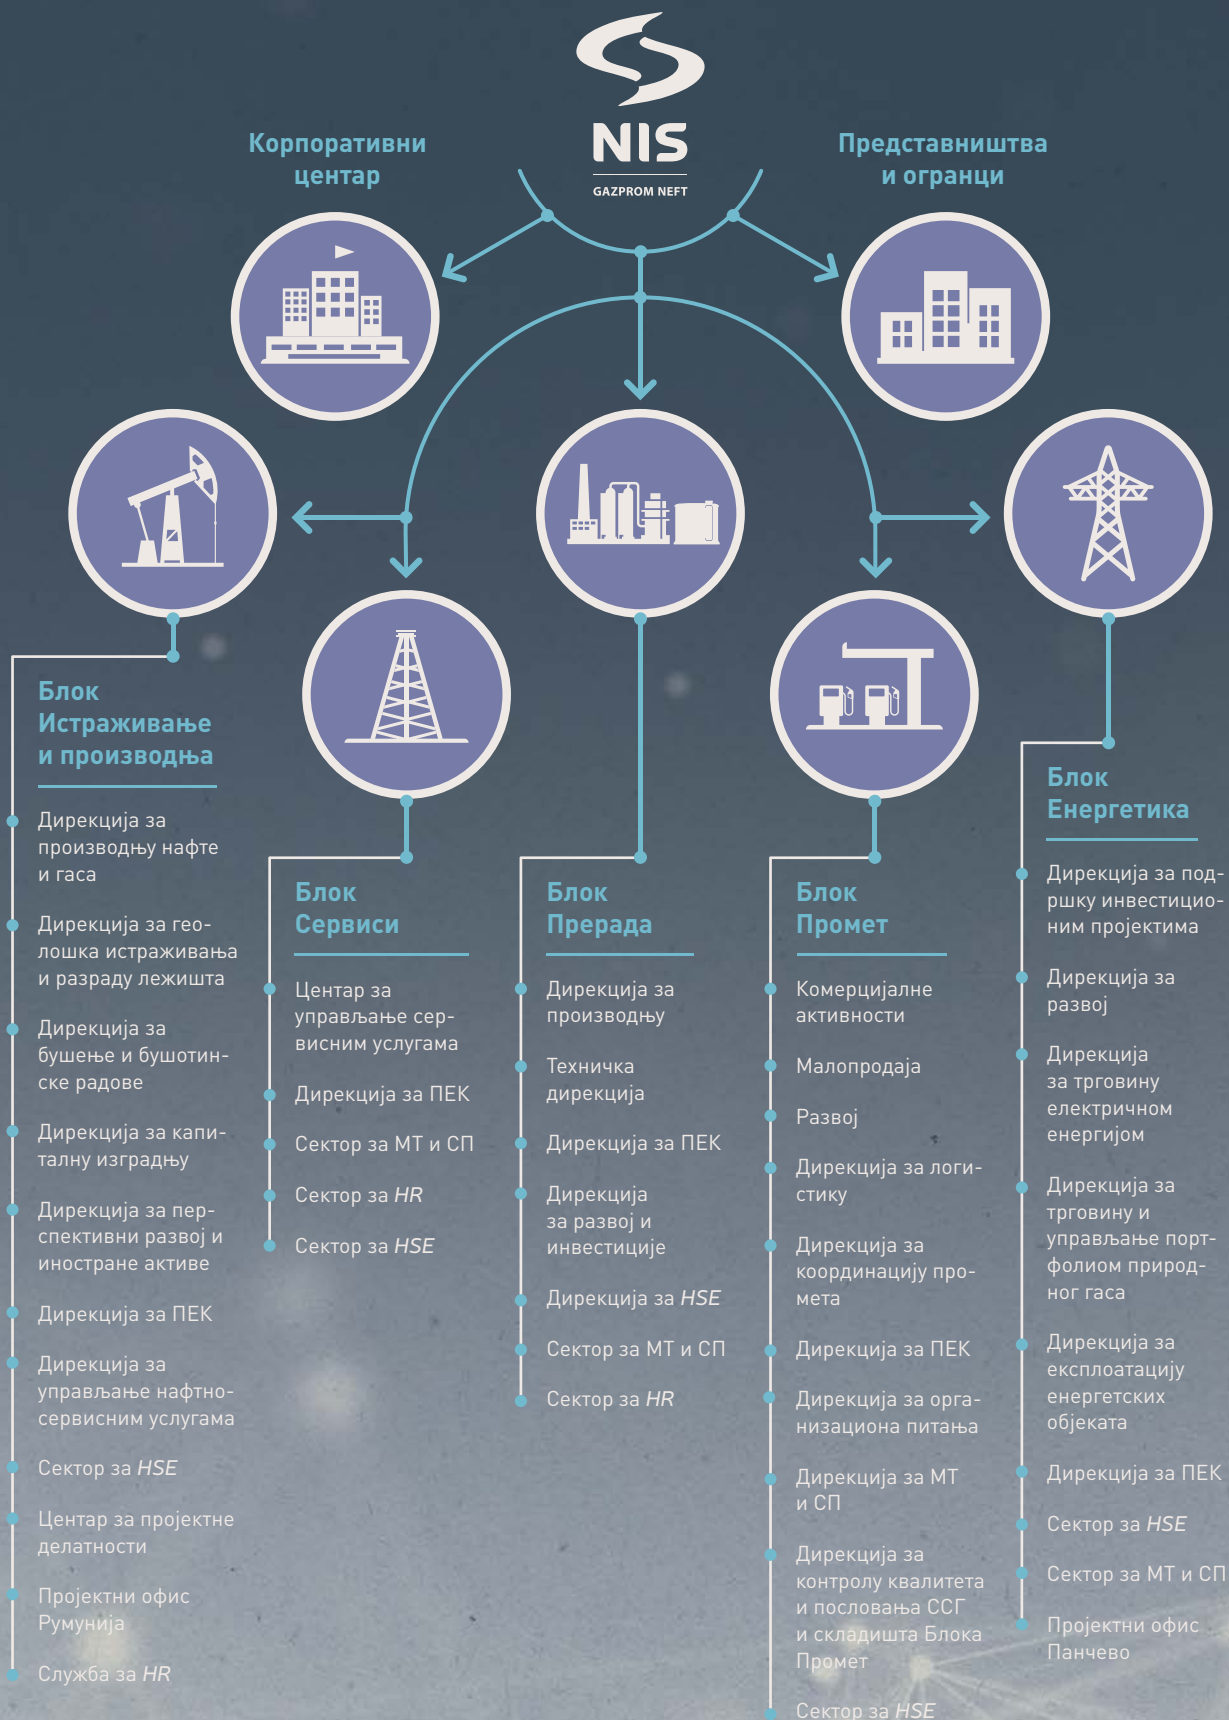 NIS
GAZPROM NEFT
Корпоративни
центар
Представништва
и огранци
Блок
Истраживање
и производња
Дирекција за
производњу нафте
и гаса
Дирекција за гео-
лошка истраживања
и разраду лежишта
Дирекција за
бушење и бушотин-
ске радове
Дирекција за капи-
талну изградњу
Дирекција за пер-
спективни развој и
иностране активе
Дирекција за ПЕК
Дирекција за
управљање нафтно-
сервисним услугама
Сектор за HSE
Центар за пројектне
делатности
Пројектни офис
Румунија
Служба за HR
Блок
Сервиси
Центар за
управљање сер-
висним услугама
Дирекција за ПЕК
Сектор за МТ и СП
Сектор за HR
Сектор за HSE
Блок
Прерада
Дирекција за
производњу
Техничка
дирекција
Дирекција за ПЕК
Дирекција
за развој и
инвестиције
Дирекција за HSE
Сектор за МТ и СП
Сектор за HR
Блок
Промет
Комерцијалне
активности
Малопродаја
Развој
Дирекција за логи-
стику
Дирекција за
координацију про-
мета
Дирекција за ПЕК
Дирекција за орга-
низациона питања
Дирекција за МТ
и СП
Дирекција за
контролу квалитета
и пословања ССГ
и складишта Блока
Промет
Сектор за HSE
Блок
Енергетика
Дирекција за под-
ршку инвестицио-
ним пројектима
Дирекција за
развој
Дирекција
за трговину
електричном
енергијом
Дирекција за
трговину и
управљање порт-
фолиом природ-
ног гаса
Дирекција за
експлоатацију
енергетских
објеката
Дирекција за ПЕК
Сектор за HSE
Сектор за МТ и СП
Пројектни офис
Панчево